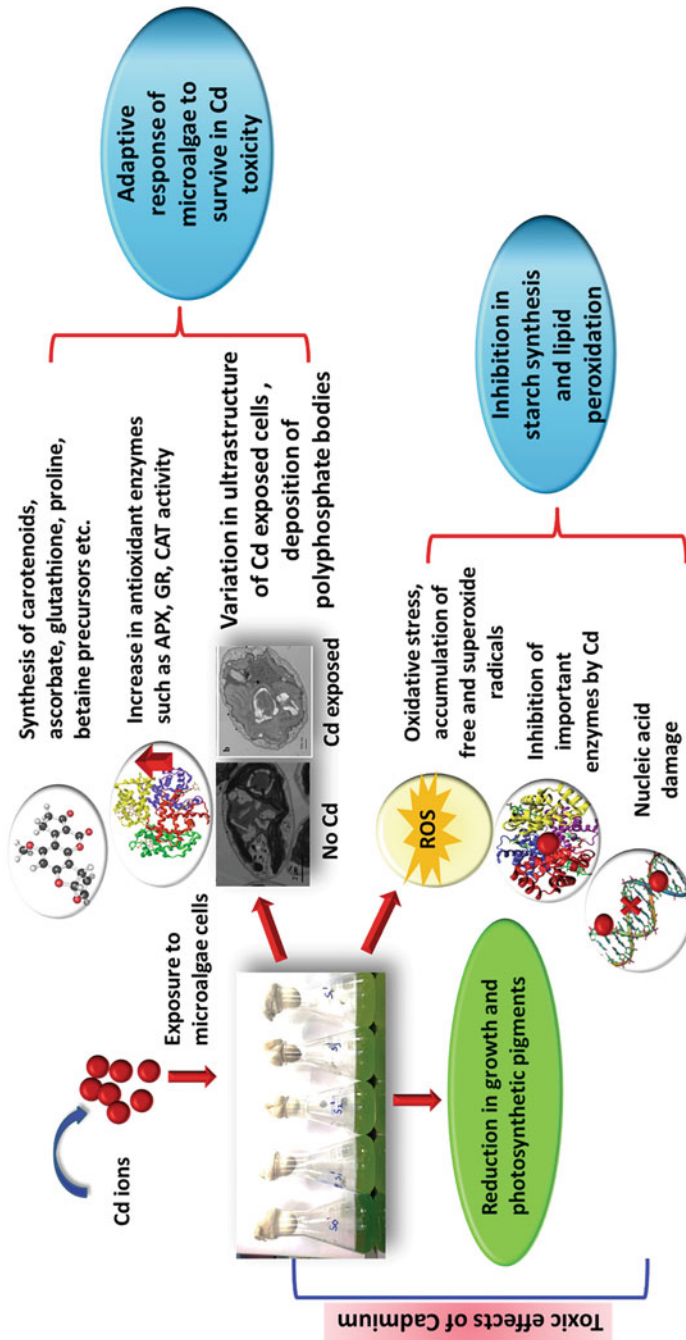 Cd ions
Exposure to
microalgae cells
Synthesis of carotenoids,
ascorbate, glutathione, proline,
betaine precursors etc.
Increase in antioxidant enzymes
such as APX, GR, CAT activity
Variation in ultrastructure
of Cd exposed cells ,
deposition of
polyphosphate bodies
No Cd
Cd exposed
b
Adaptive
response of
microalgae to
survive in Cd
toxicity
ROS
Oxidative stress,
accumulation of
free and superoxide
radicals
Inhibition of
important
enzymes by Cd
Nucleic acid
damage
Inhibition in
starch synthesis
and lipid
peroxidation
Reduction in growth and
photosynthetic pigments
Toxic effects of Cadmium